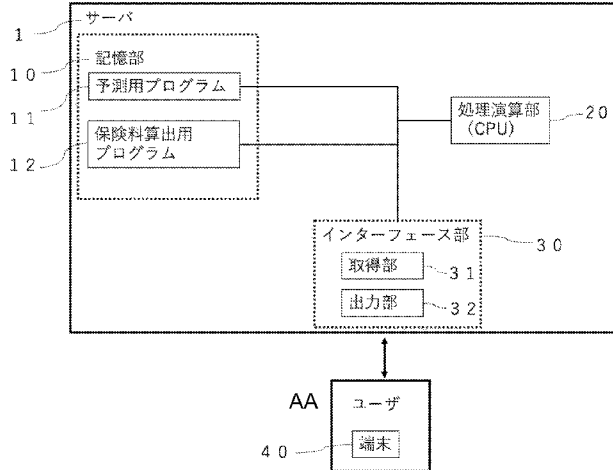 1
サーバ
10
記憶部
11
予測用プログラム
12
保険料算出用
プログラム
処理演算部
(CPU)
20
インターフェース部
30
取得部
31
出力部
32
AA
ユーザ
40
端末